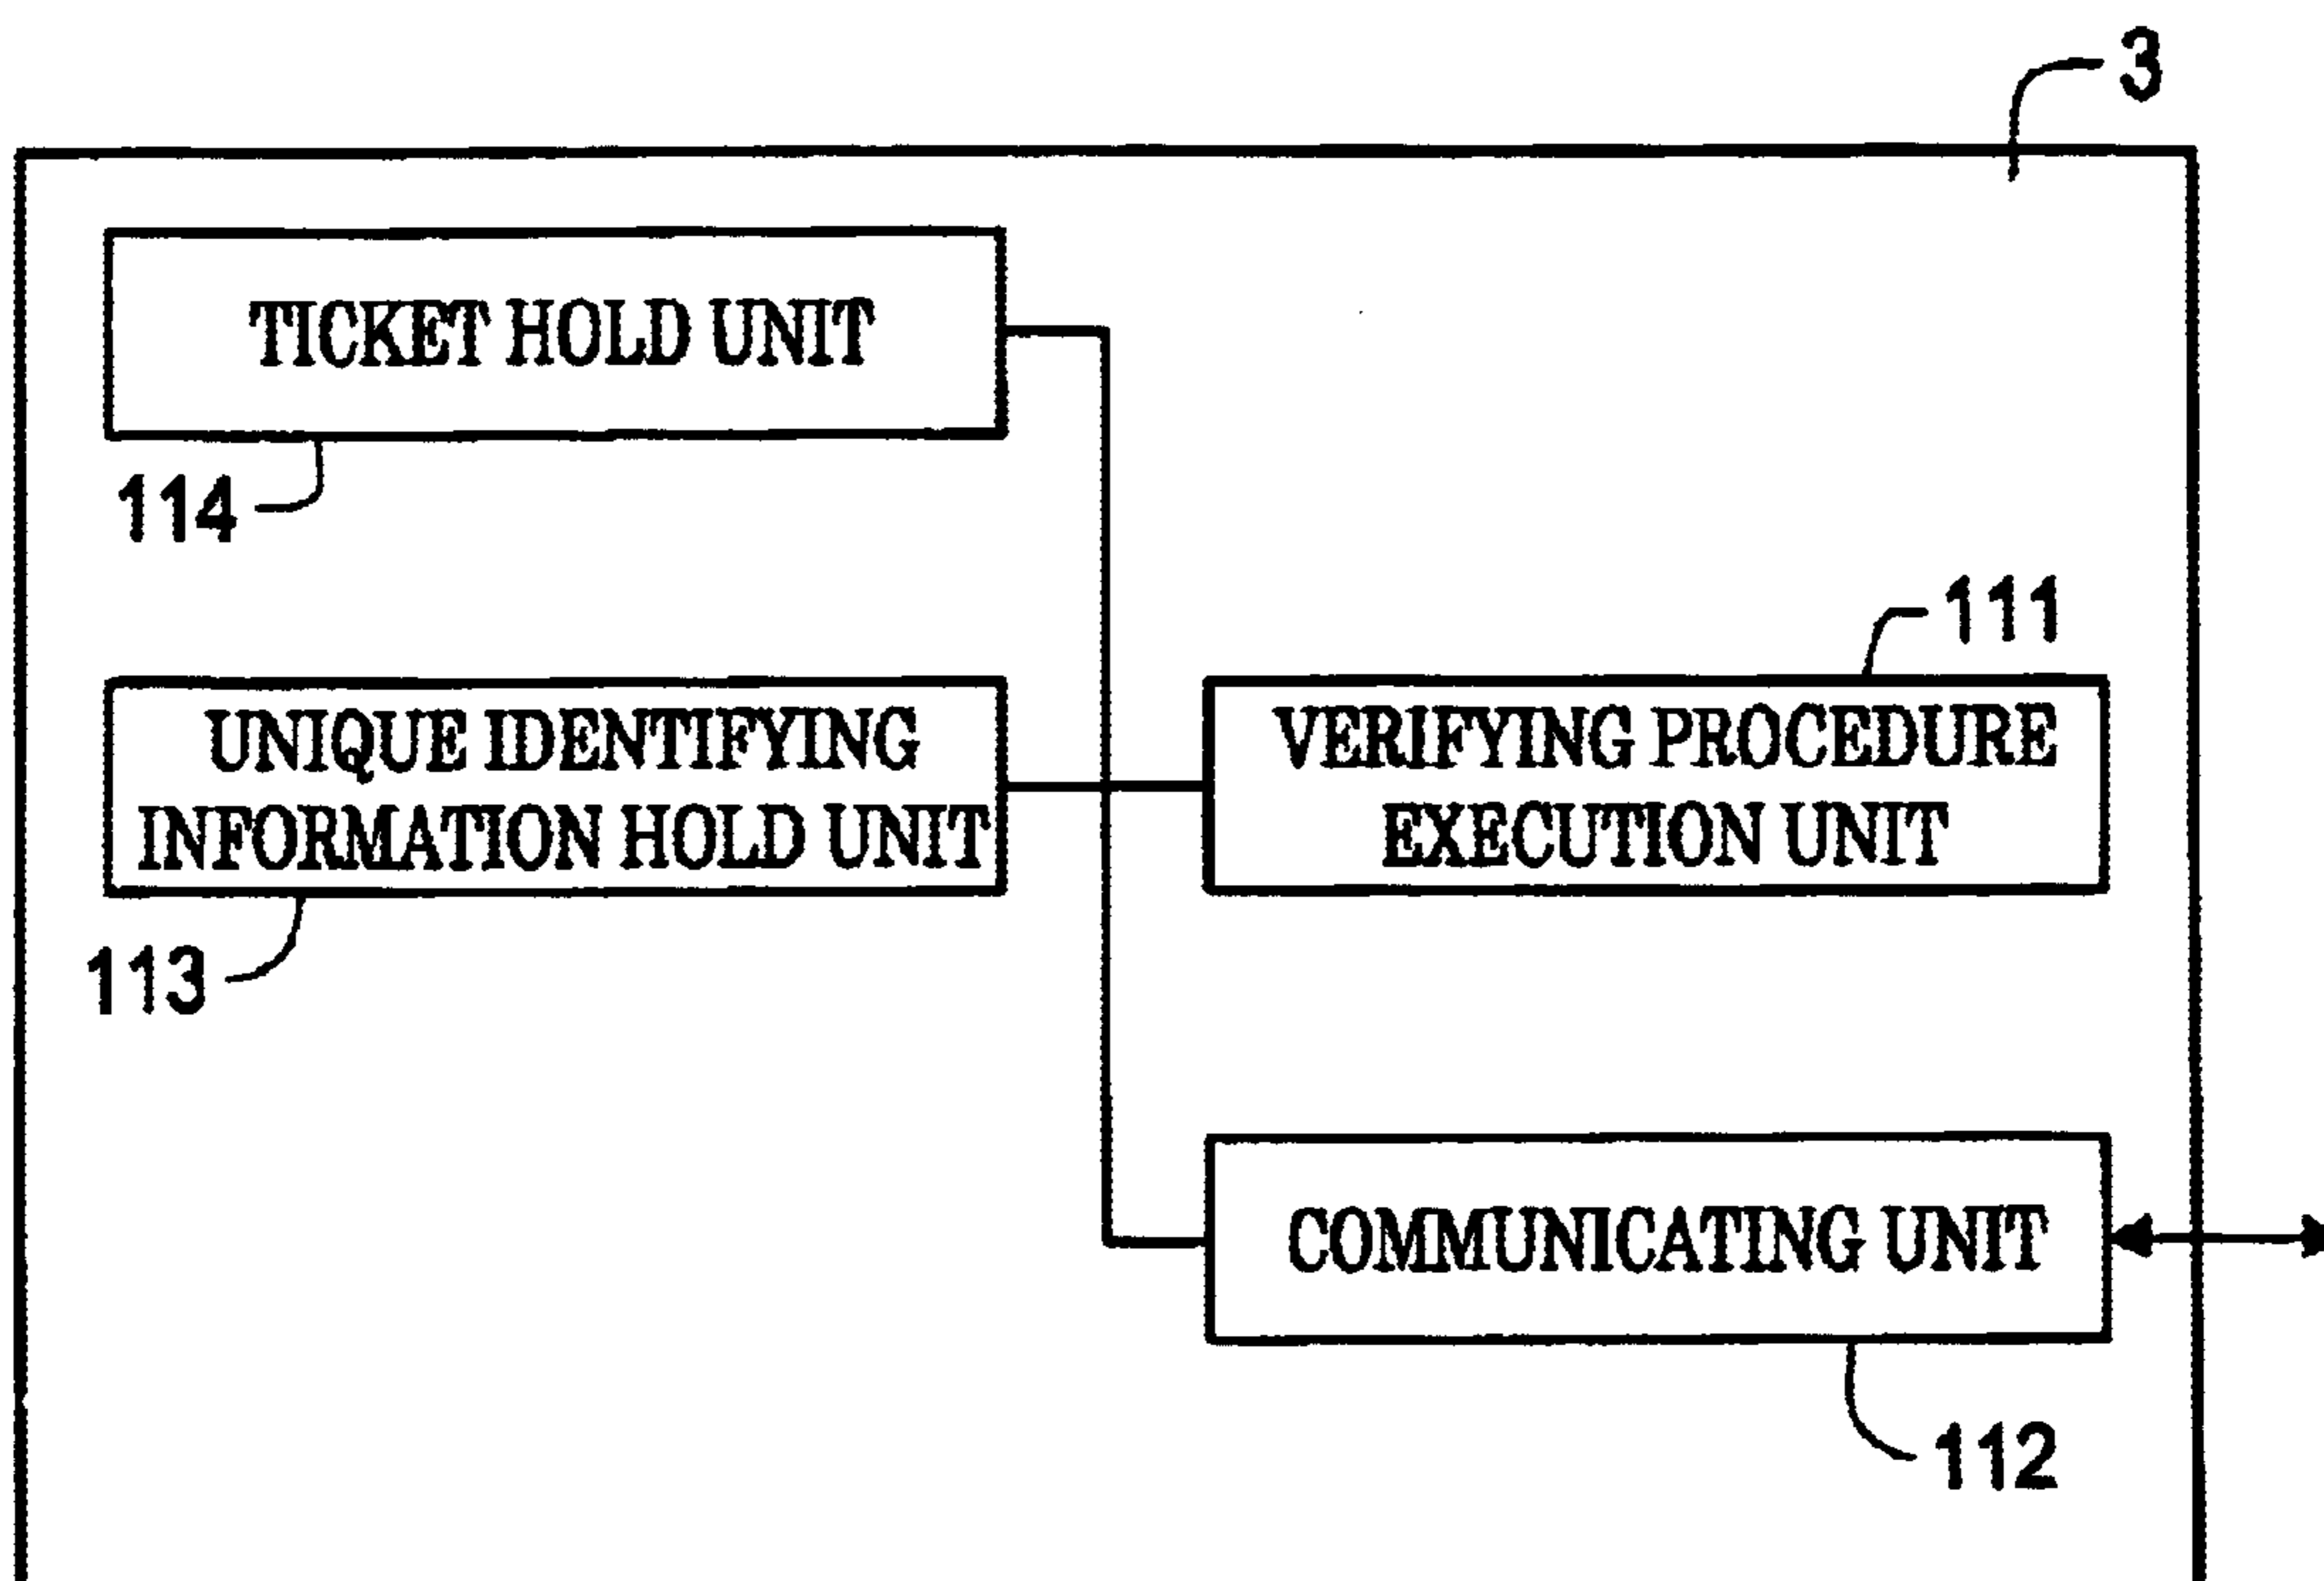 3
TICKET HOLD UNIT
114
111
UNIQUE IDENTIFYING
INFORMATION HOLD UNIT
VERIFYING PROCEDURE
EXECUTION UNIT
113
COMMUNICATING UNIT
112